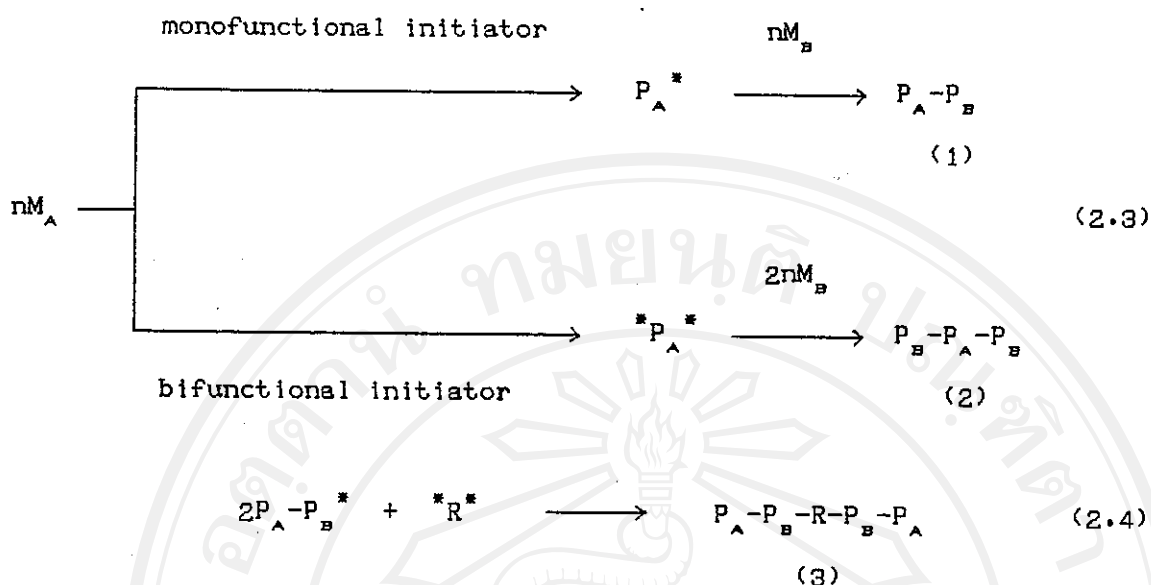 monofunctional initiator
nM_B
P_A^* ⟶ P_A-P_B
(1)
nM_A
(2.3)
2nM_B
^*P_A^* ⟶ P_B-P_A-P_B
bifunctional initiator
(2)
2P_A-P_B^* + ^*R^* ⟶ P_A-P_B-R-P_B-P_A (2.4)
(3)